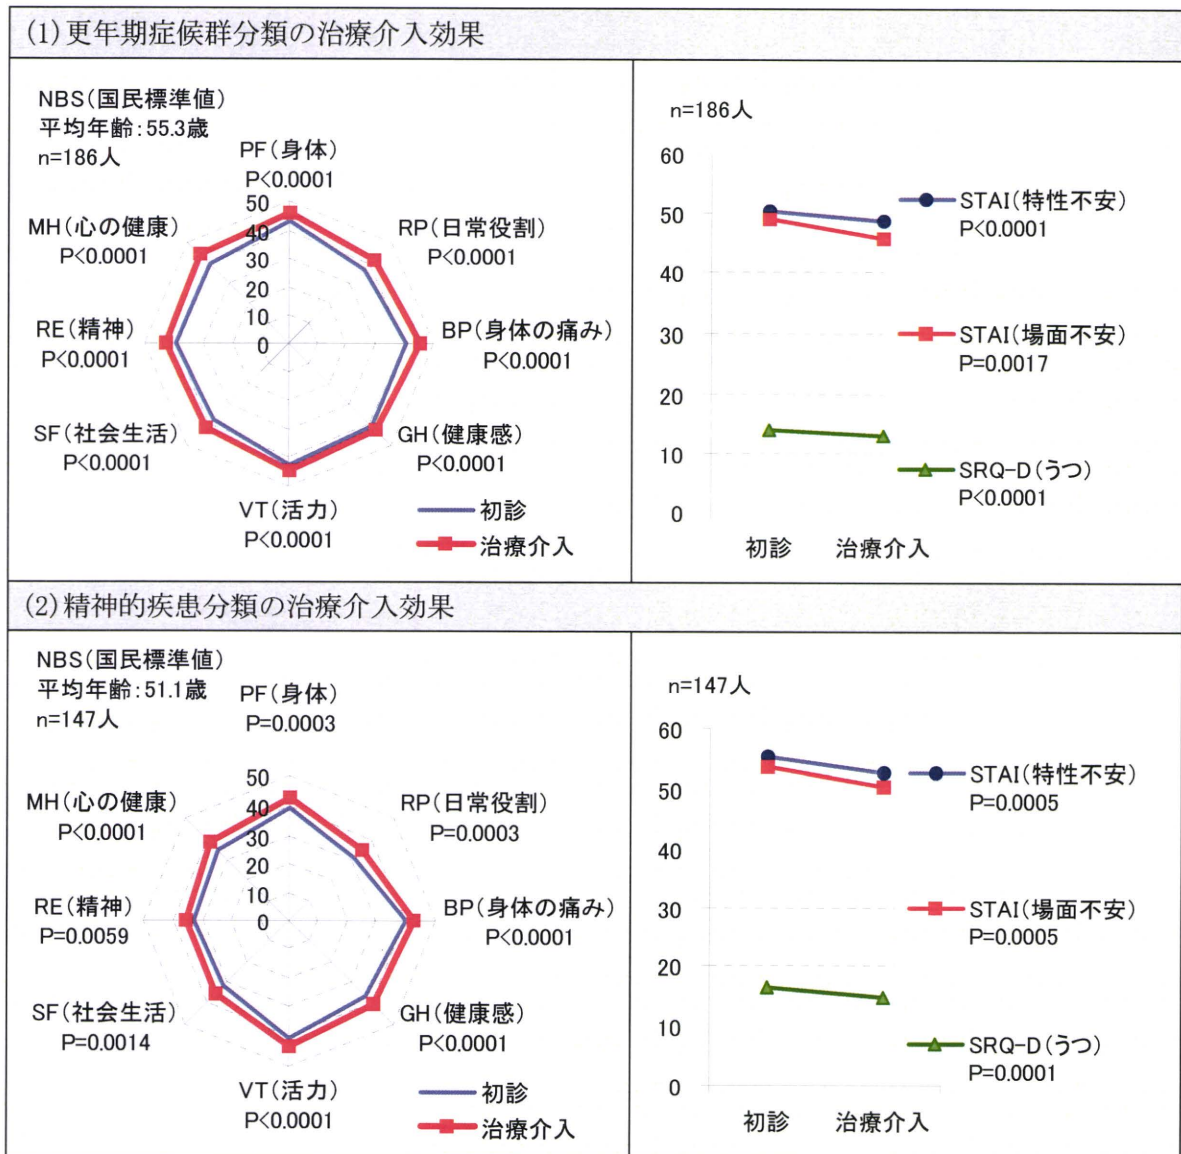 (1)更年期症候群分類の治療介入効果
NBS(国民標準値)
平均年齢:55.3歳
n=186人
PF(身体)
P<0.0001
RP(日常役割)
P<0.0001
BP(身体の痛み)
P<0.0001
GH(健康感)
P<0.0001
VT(活力)
P<0.0001
SF(社会生活)
P<0.0001
RE(精神)
P<0.0001
MH(心の健康)
P<0.0001
50
40
30
20
10
0
初診
治療介入
n=186人
60
50
40
30
20
10
0
初診 治療介入
STAI(特性不安)
P<0.0001
STAI(場面不安)
P=0.0017
SRQ-D(うつ)
P<0.0001
(2)精神的疾患分類の治療介入効果
NBS(国民標準値)
平均年齢:51.1歳
n=147人
PF(身体)
P=0.0003
RP(日常役割)
P=0.0003
BP(身体の痛み)
P<0.0001
GH(健康感)
P<0.0001
VT(活力)
P<0.0001
SF(社会生活)
P=0.0014
RE(精神)
P=0.0059
MH(心の健康)
P<0.0001
50
40
30
20
10
0
初診
治療介入
n=147人
60
50
40
30
20
10
0
初診 治療介入
STAI(特性不安)
P=0.0005
STAI(場面不安)
P=0.0005
SRQ-D(うつ)
P=0.0001